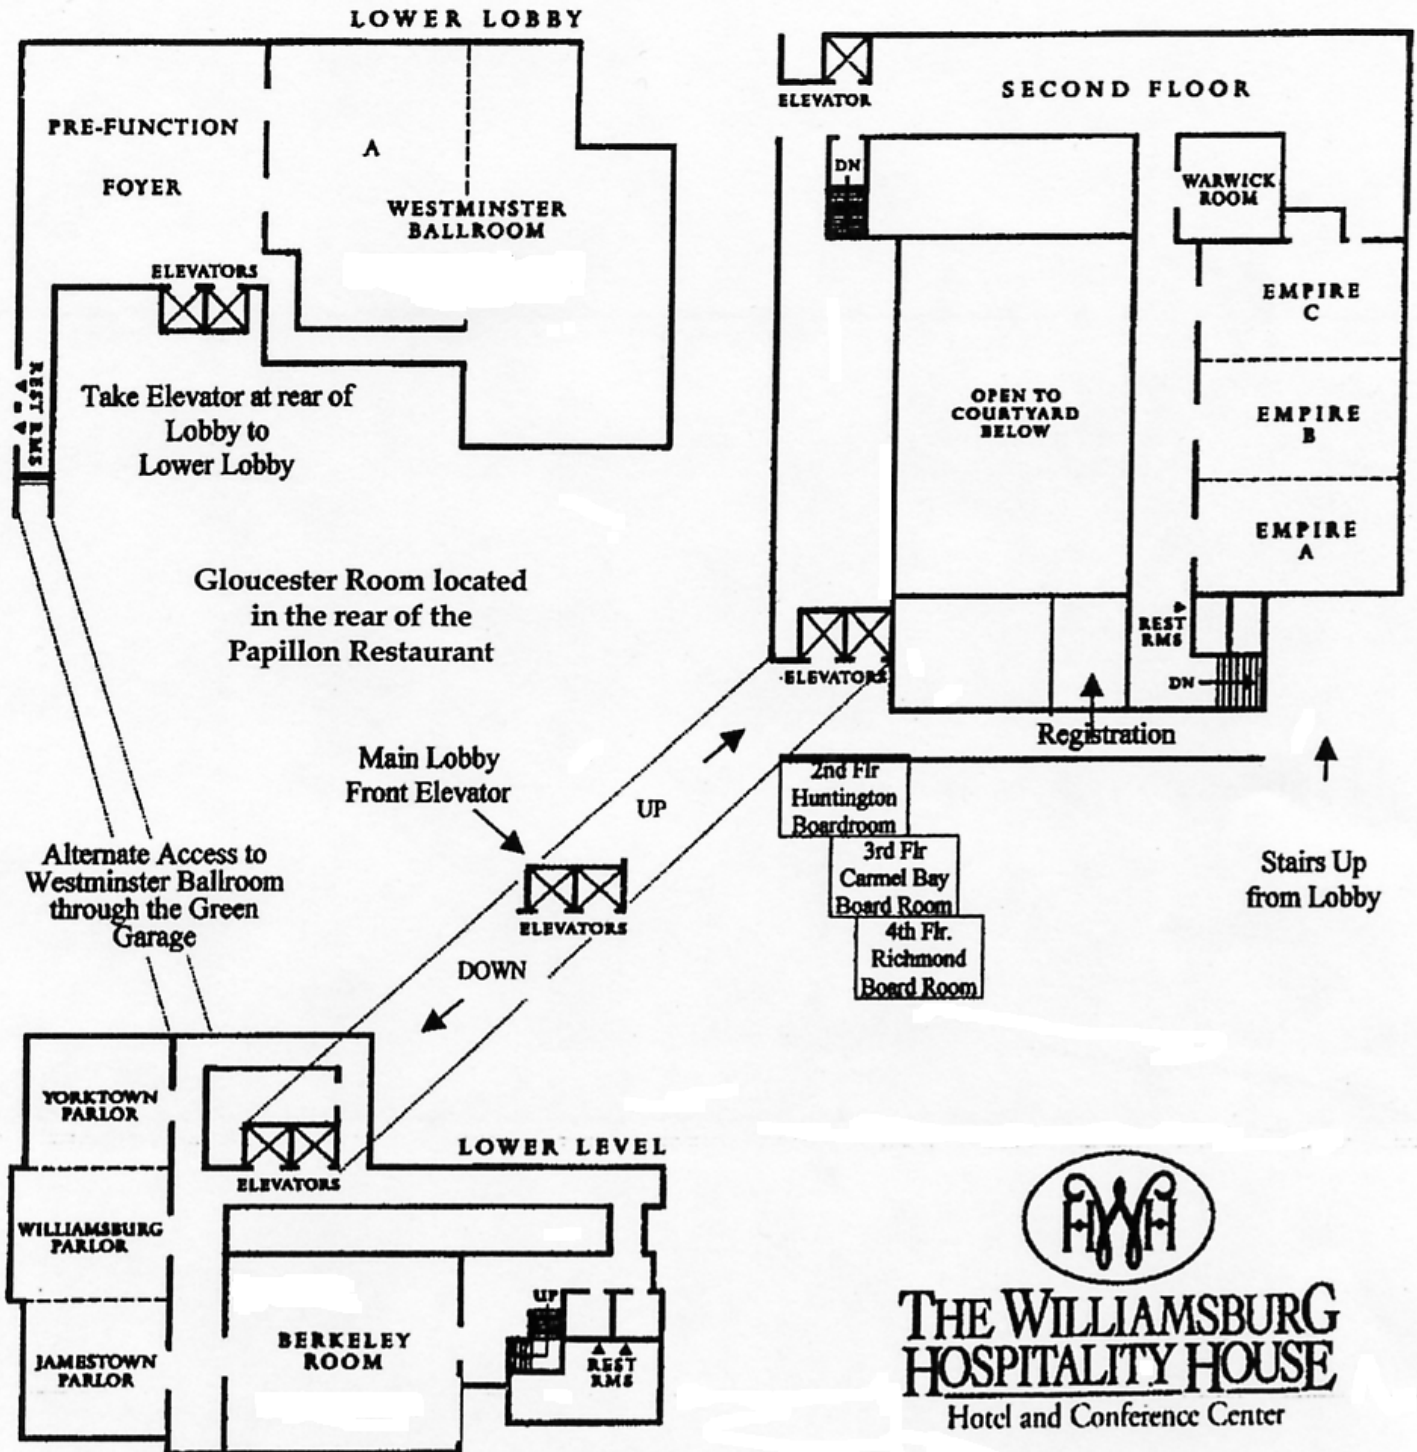 LOWER LOBBY
PRE-FUNCTION
FOYER
A
WESTMINSTER
BALLROOM
ELEVATORS
REST RMS
Take Elevator at rear of
Lobby to
Lower Lobby
ELEVATOR
SECOND FLOOR
DN
WARWICK
ROOM
EMPIRE
C
OPEN TO
COURTYARD
BELOW
EMPIRE
B
EMPIRE
A
REST
RMS
DN
ELEVATORS
Registration
Gloucester Room located
in the rear of the
Papillon Restaurant
Main Lobby
Front Elevator
UP
2nd Flr
Huntington
Boardroom
3rd Flr
Carmel Bay
Board Room
4th Flr.
Richmond
Board Room
Stairs Up
from Lobby
Alternate Access to
Westminster Ballroom
through the Green
Garage
ELEVATORS
DOWN
YORKTOWN
PARLOR
ELEVATORS
LOWER LEVEL
WILLIAMSBURG
PARLOR
JAMESTOWN
PARLOR
BERKELEY
ROOM
UP
REST
RMS
HWH
THE WILLIAMSBURG
HOSPITALITY HOUSE
Hotel and Conference Center